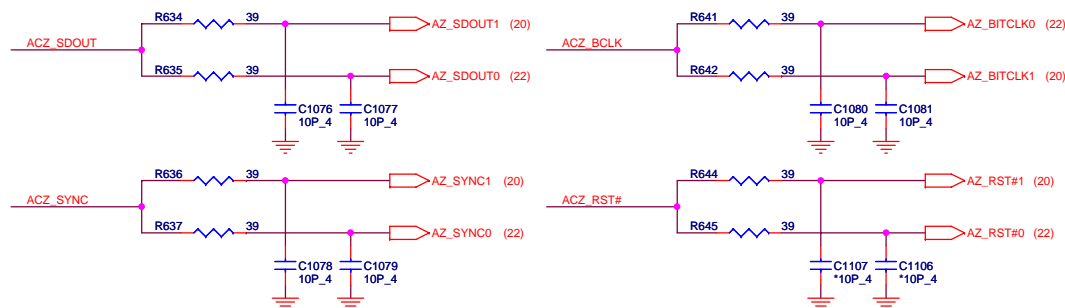 R634 39 AZ_SDOUT1 (20)
ACZ_SDOUT
R635 39 AZ_SDOUT0 (22)
C1076 C1077
10P_4 10P_4
R641 39 AZ_BITCLK0 (22)
ACZ_BCLK
R642 39 AZ_BITCLK1 (20)
C1080 C1081
10P_4 10P_4
R636 39 AZ_SYNC1 (20)
ACZ_SYNC
R637 39 AZ_SYNC0 (22)
C1078 C1079
10P_4 10P_4
R644 39 AZ_RST#1 (20)
ACZ_RST#
R645 39 AZ_RST#0 (22)
C1107 C1106
*10P_4 *10P_4